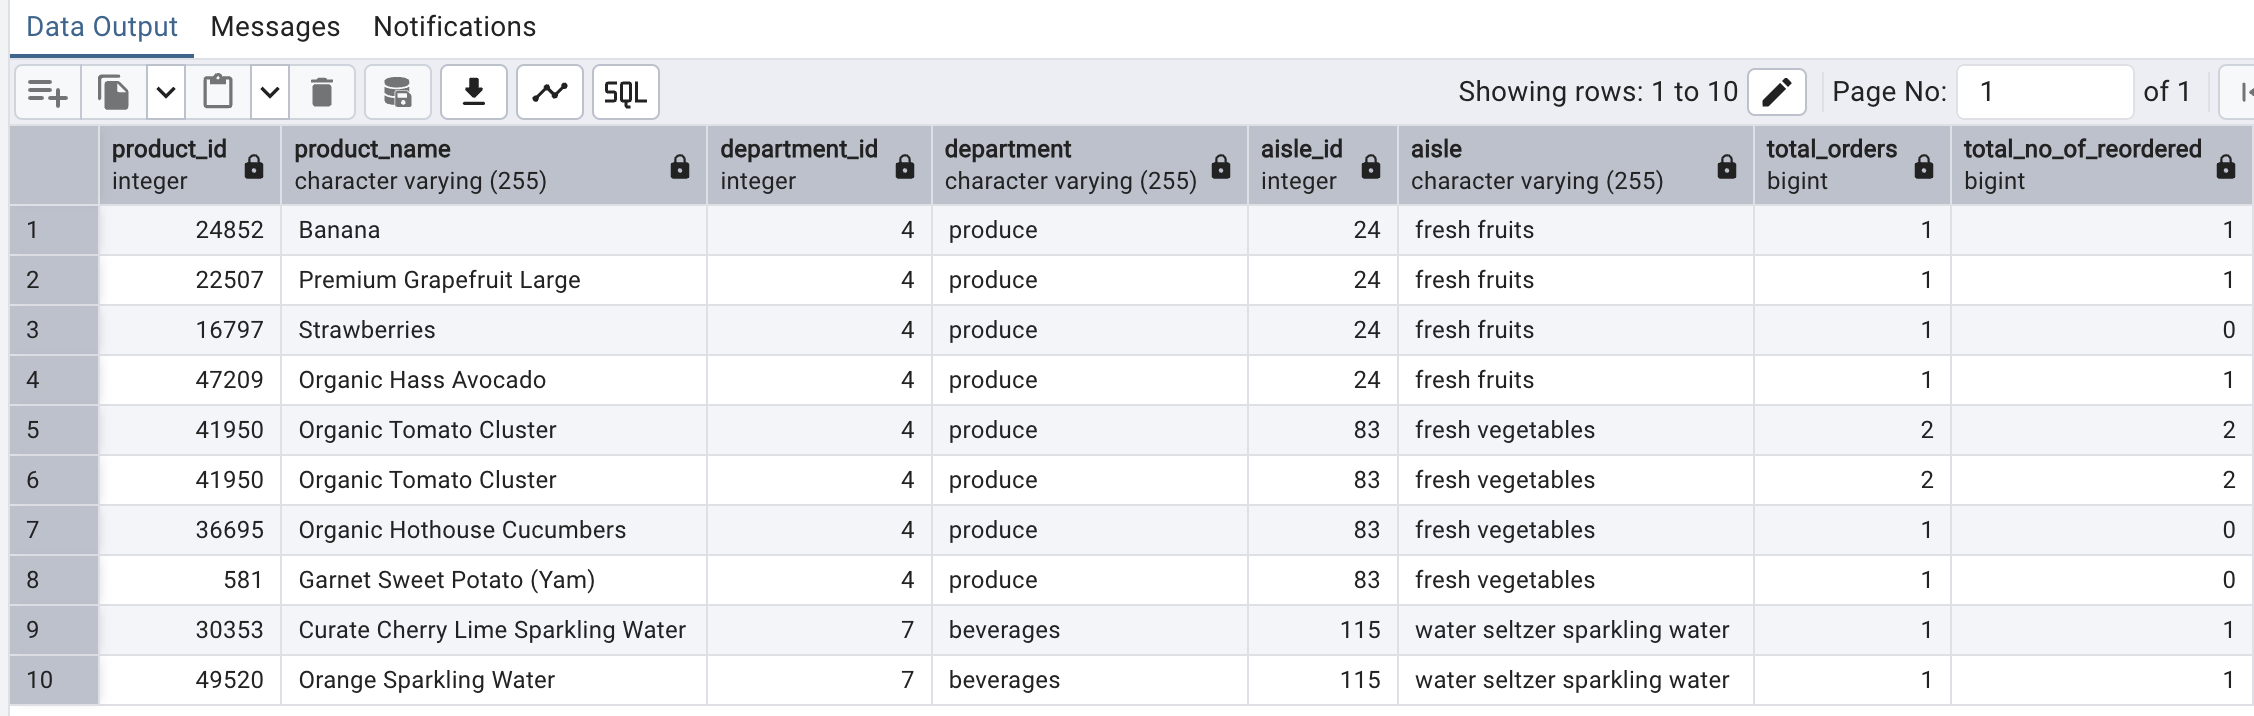 Data Output Messages Notifications
SQL Showing rows: 1 to 10 Page No: 1 of 1
product_id integer product_name character varying (255) department_id integer department character varying (255) aisle_id integer aisle character varying (255) total_orders bigint total_no_of_reordered bigint
1 24852 Banana 4 produce 24 fresh fruits 1 1
2 22507 Premium Grapefruit Large 4 produce 24 fresh fruits 1 1
3 16797 Strawberries 4 produce 24 fresh fruits 1 0
4 47209 Organic Hass Avocado 4 produce 24 fresh fruits 1 1
5 41950 Organic Tomato Cluster 4 produce 83 fresh vegetables 2 2
6 41950 Organic Tomato Cluster 4 produce 83 fresh vegetables 2 2
7 36695 Organic Hothouse Cucumbers 4 produce 83 fresh vegetables 1 0
8 581 Garnet Sweet Potato (Yam) 4 produce 83 fresh vegetables 1 0
9 30353 Curate Cherry Lime Sparkling Water 7 beverages 115 water seltzer sparkling water 1 1
10 49520 Orange Sparkling Water 7 beverages 115 water seltzer sparkling water 1 1